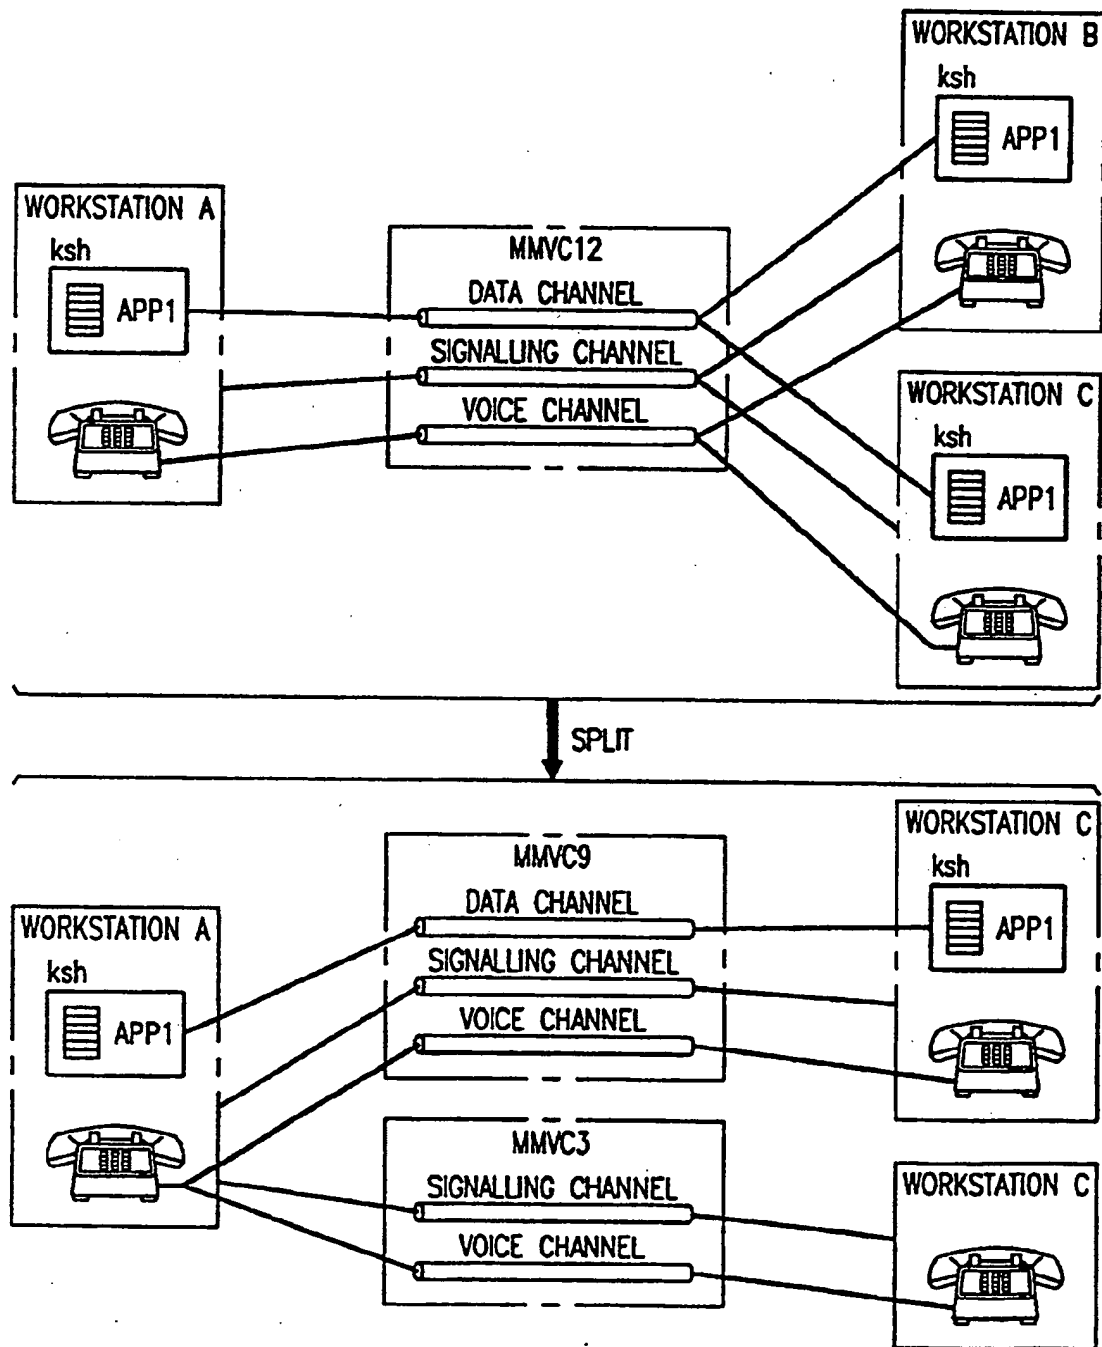 WORKSTATION B
ksh
APP1
WORKSTATION A
ksh
APP1
MMVC12
DATA CHANNEL
SIGNALLING CHANNEL
VOICE CHANNEL
WORKSTATION C
ksh
APP1
SPLIT
WORKSTATION C
ksh
APP1
MMVC9
DATA CHANNEL
SIGNALLING CHANNEL
VOICE CHANNEL
WORKSTATION A
ksh
APP1
MMVC3
SIGNALLING CHANNEL
VOICE CHANNEL
WORKSTATION C